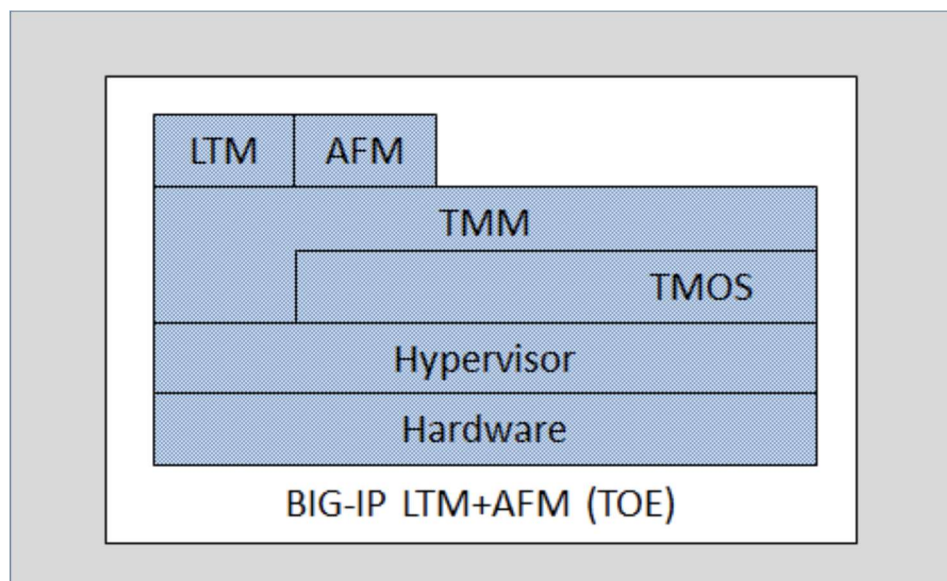 LTM AFM
TMM
TMOS
Hypervisor
Hardware
BIG-IP LTM+AFM (TOE)